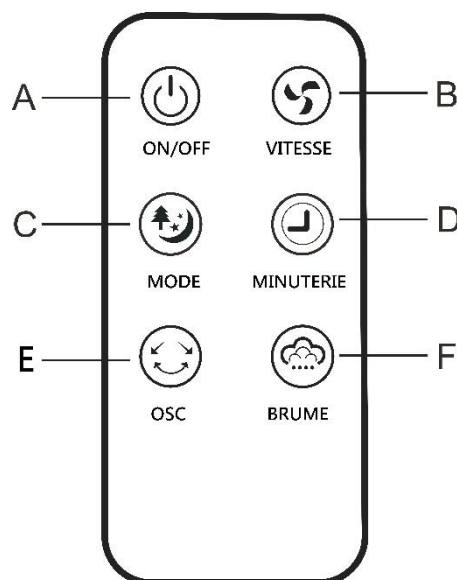 A B
ON/OFF VITESSE
C D
MODE MINUTERIE
E F
OSC BRUME